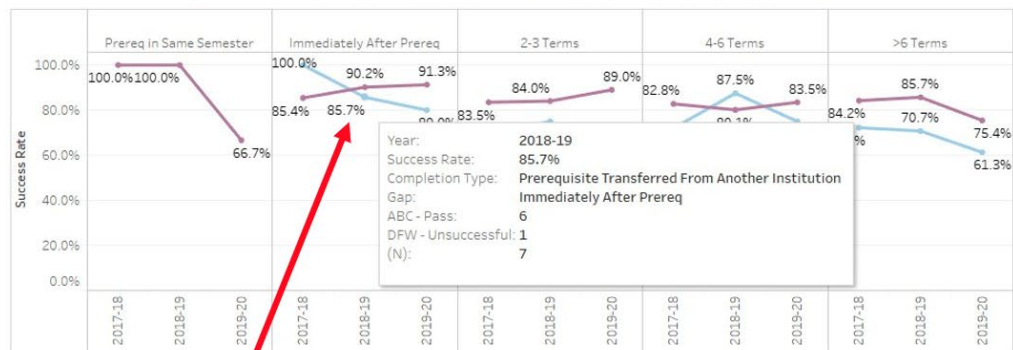 Prereq in Same Semester Immediately After Prereq 2-3 Terms 4-6 Terms >6 Terms
Success Rate
100.0%
80.0%
60.0%
40.0%
20.0%
0.0%
100.0% 100.0% 66.7%
100.0% 90.2% 91.3%
85.4% 85.7%
83.5% 84.0% 89.0%
82.8% 87.5% 83.5%
84.2% 85.7% 75.4%
70.7% 61.3%
Year: 2018-19
Success Rate: 85.7%
Completion Type: Prerequisite Transferred From Another Institution
Gap: Immediately After Prereq
ABC - Pass: 6
DFW - Unsuccessful: 1
(N): 7
2017-18 2018-19 2019-20 2017-18 2018-19 2019-20 2017-18 2018-19 2019-20 2017-18 2018-19 2019-20 2017-18 2018-19 2019-20